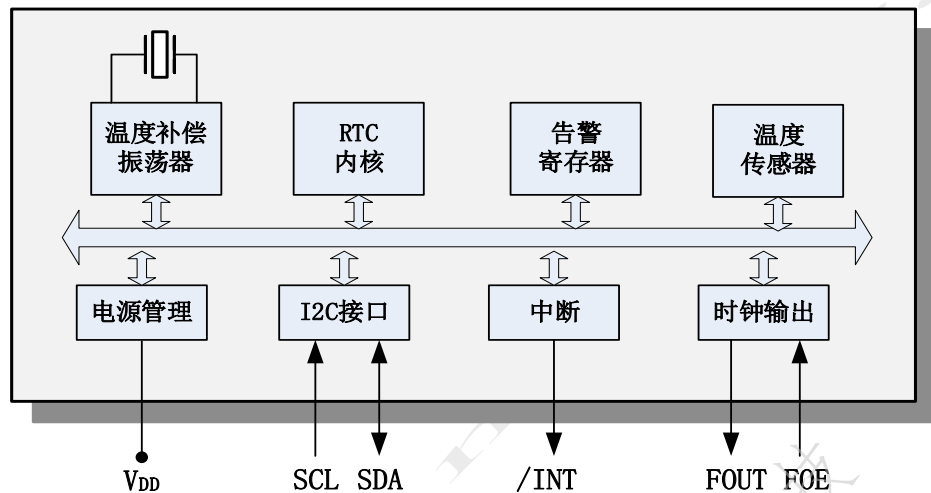 温度补偿
振荡器
RTC
内核
告警
寄存器
温度
传感器
电源管理
I2C接口
中断
时钟输出
VDD
SCL
SDA
/INT
FOUT
FOE